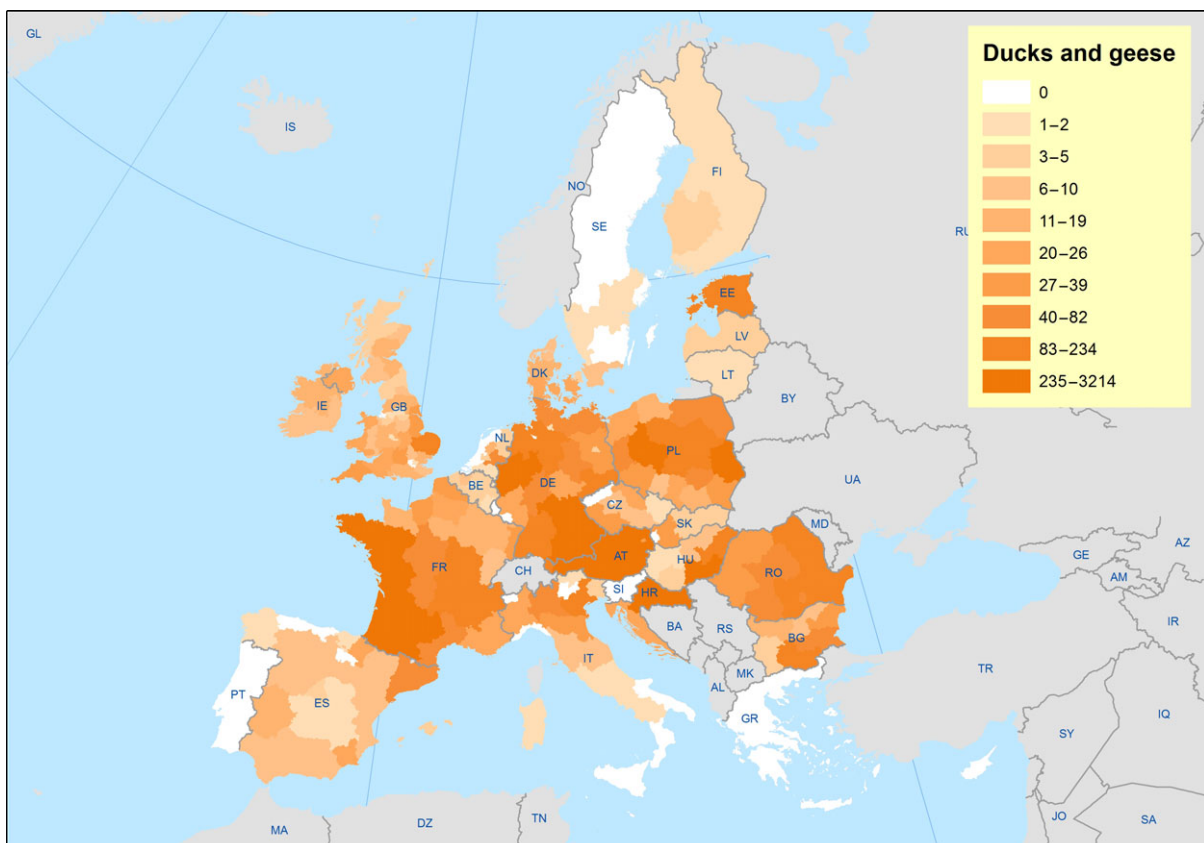 GL
IS
NO
SE
FI
RU
EE
LV
LT
DK
IE
GB
NL
BY
PL
BE
DE
UA
CZ
SK
MD
AT
HU
FR
CH
RO
SI
HR
GE
AZ
AM
BA
RS
BG
IR
IT
MK
AL
PT
ES
TR
GR
IQ
SY
MA
DZ
TN
JO
SA
Ducks and geese
0
1–2
3–5
6–10
11–19
20–26
27–39
40–82
83–234
235–3214